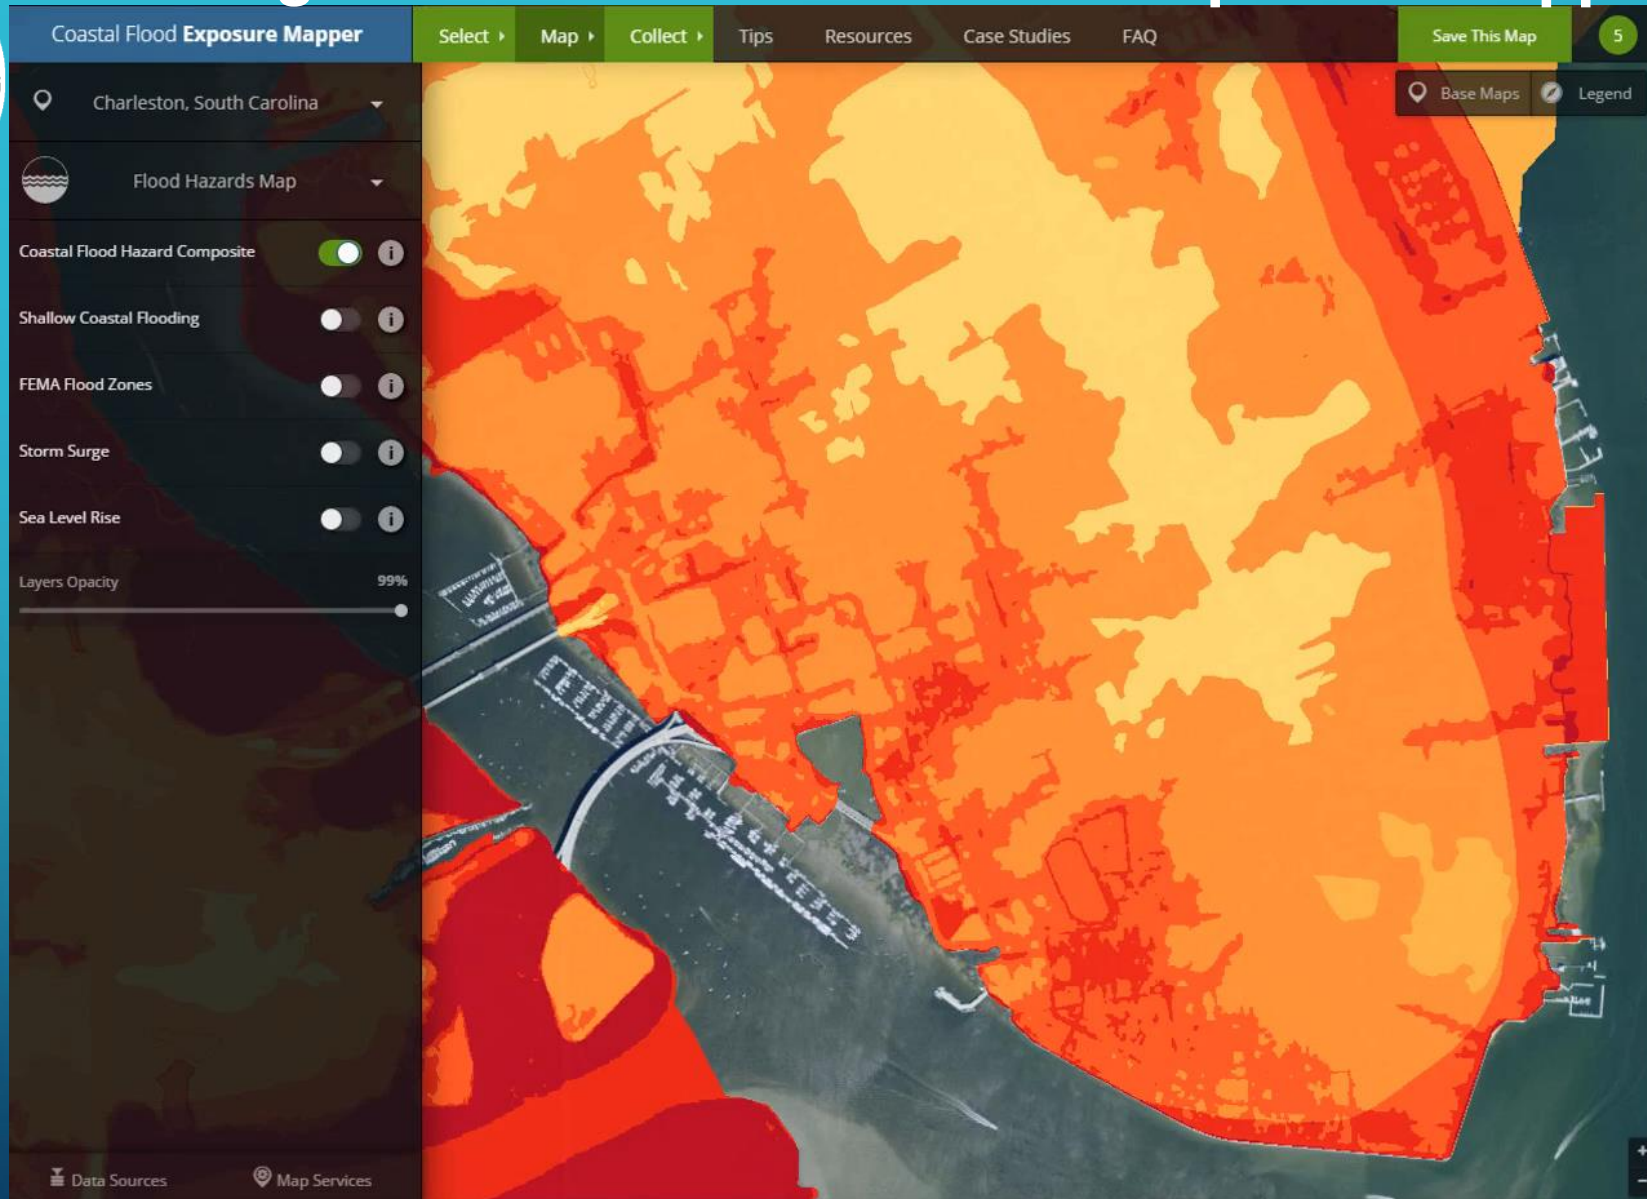 Coastal Flood Exposure Mapper
Select
Map
Collect
Tips
Resources
Case Studies
FAQ
Save This Map
5
Charleston, South Carolina
Base Maps
Legend
Flood Hazards Map
Coastal Flood Hazard Composite
i
Shallow Coastal Flooding
i
FEMA Flood Zones
i
Storm Surge
i
Sea Level Rise
i
Layers Opacity
99%
Data Sources
Map Services